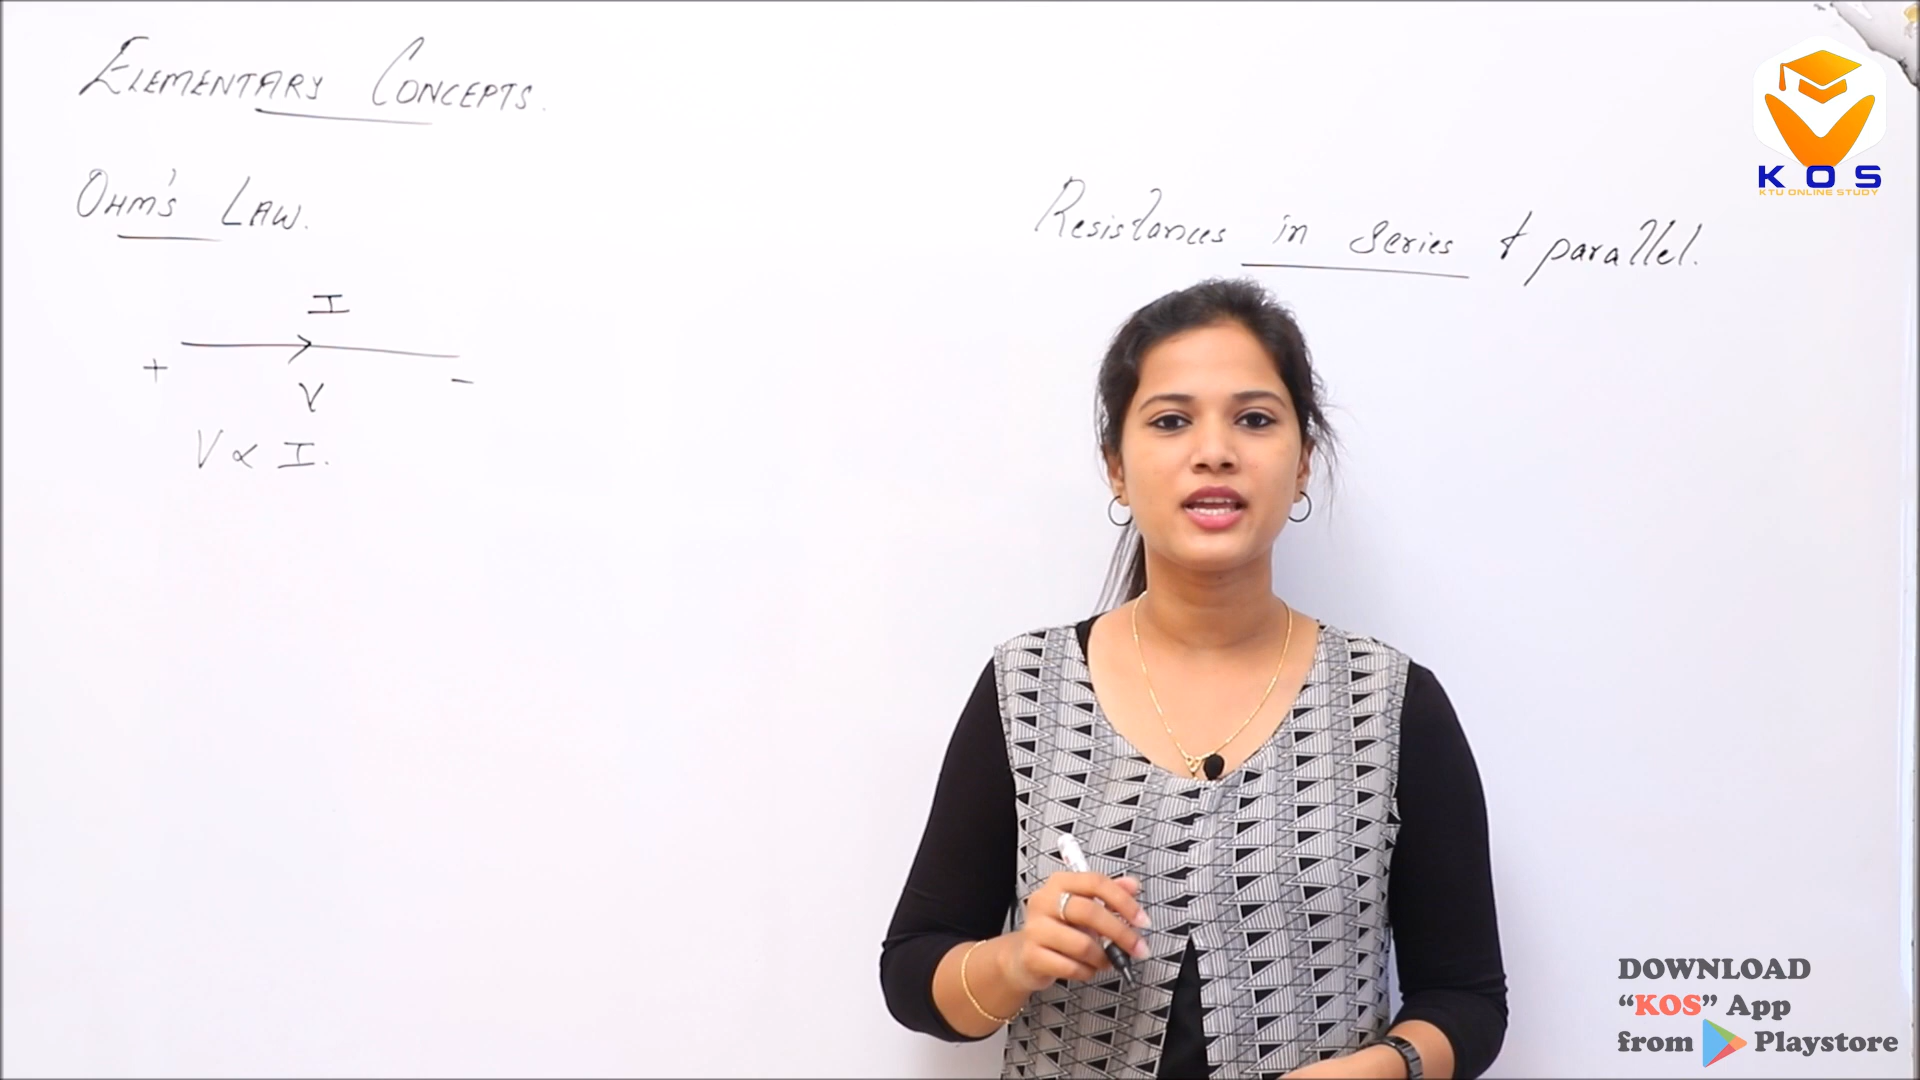 ELEMENTARY CONCEPTS.
OHM'S LAW.
I
+ -
V
V ∝ I.
Resistances in series & parallel.
KOS
KTU ONLINE STUDY
DOWNLOAD
“KOS” App
from Playstore